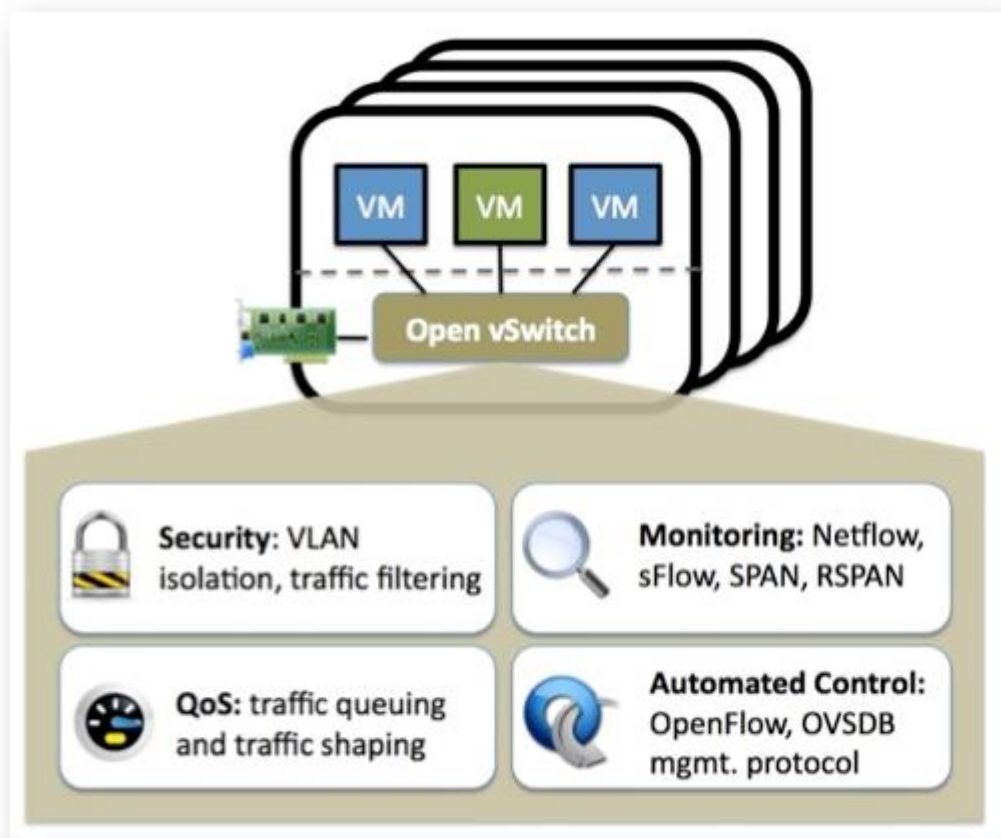 VM VM VM
Open vSwitch
Security: VLAN
isolation, traffic filtering
Monitoring: Netflow,
sFlow, SPAN, RSPAN
QoS: traffic queuing
and traffic shaping
Automated Control:
OpenFlow, OVSDB
mgmt. protocol